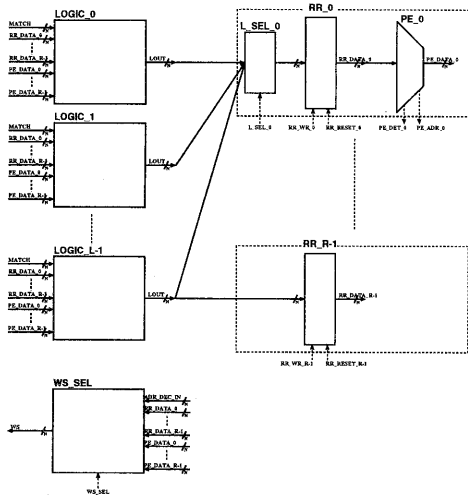 LOGIC_0
MATCH
RR_DATA_0
RR_DATA_R-1
PE_DATA_0
PE_DATA_R-1
LOUT
L_SEL_0
L_SEL_0
RR_0
RR_DATA_0
RR_WR_0
RR_RESET_0
PE_0
PE_DATA_0
PE_DET_0
PE_ADR_0
LOGIC_1
MATCH
RR_DATA_0
RR_DATA_R-1
PE_DATA_0
PE_DATA_R-1
LOUT
LOGIC_L-1
MATCH
RR_DATA_0
RR_DATA_R-1
PE_DATA_0
PE_DATA_R-1
LOUT
RR_R-1
RR_DATA_R-1
RR_WR_R-1
RR_RESET_R-1
WS_SEL
WS
ADR_DEC_IN
RR_DATA_0
RR_DATA_R-1
PE_DATA_0
PE_DATA_R-1
WS_SEL